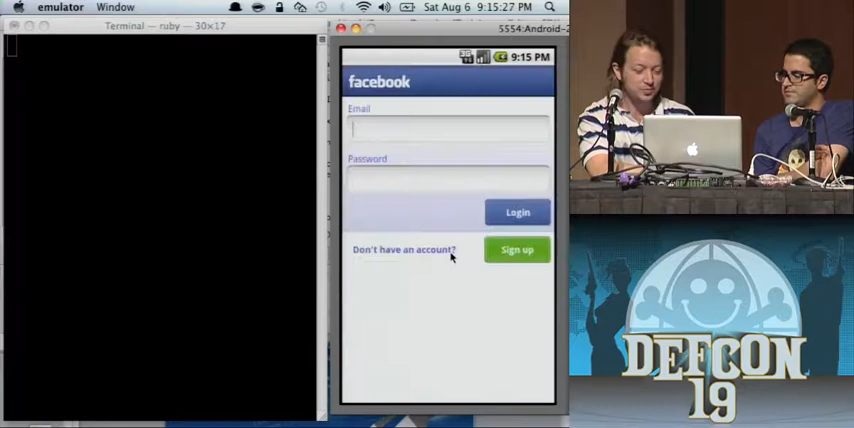 emulator Window
Sat Aug 6 9:15:27 PM
Terminal — ruby — 30×17
5554:Android-2
3G
9:15 PM
facebook
Email
Password
Login
Don't have an account?
Sign up
DEFCON
19